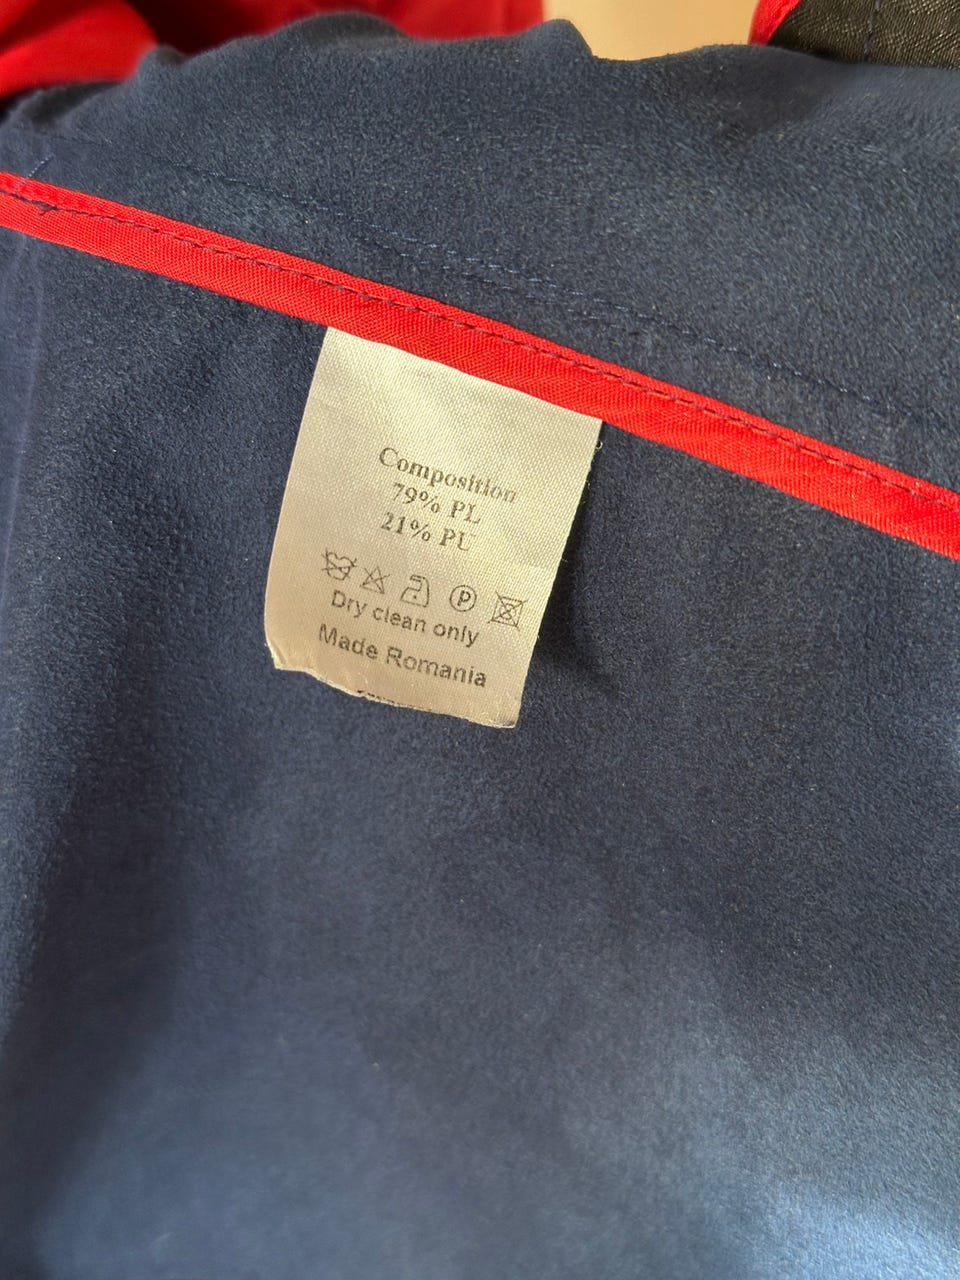 Composition
79% PL
21% PU
P
Dry clean only
Made Romania